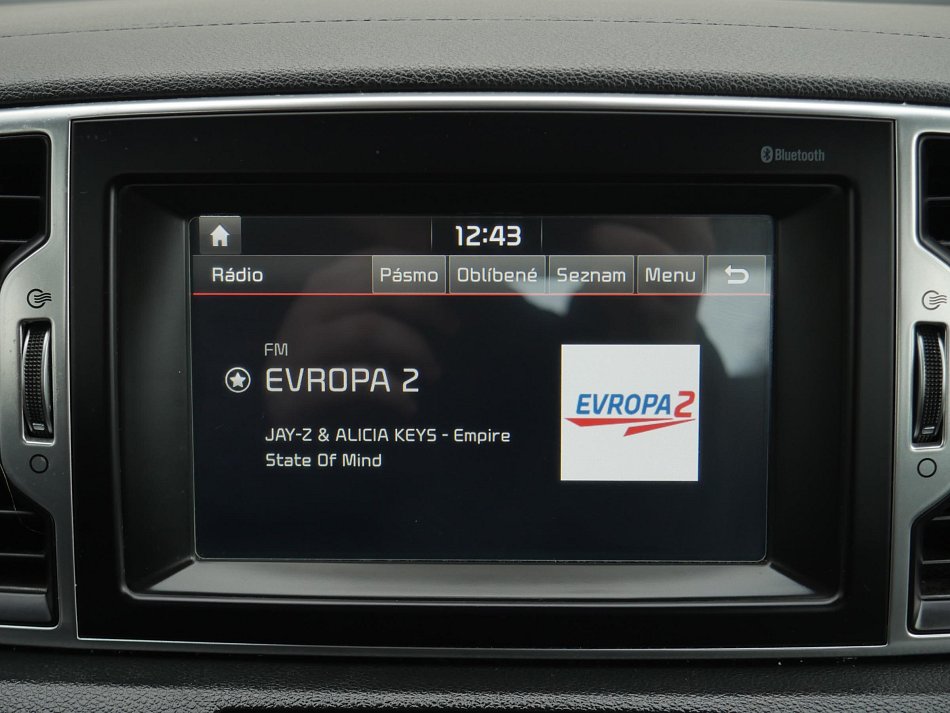 Bluetooth
12:43
Rádio Pásmo Oblíbené Seznam Menu
FM
EVROPA 2
JAY-Z & ALICIA KEYS - Empire
State Of Mind
EVROPA2